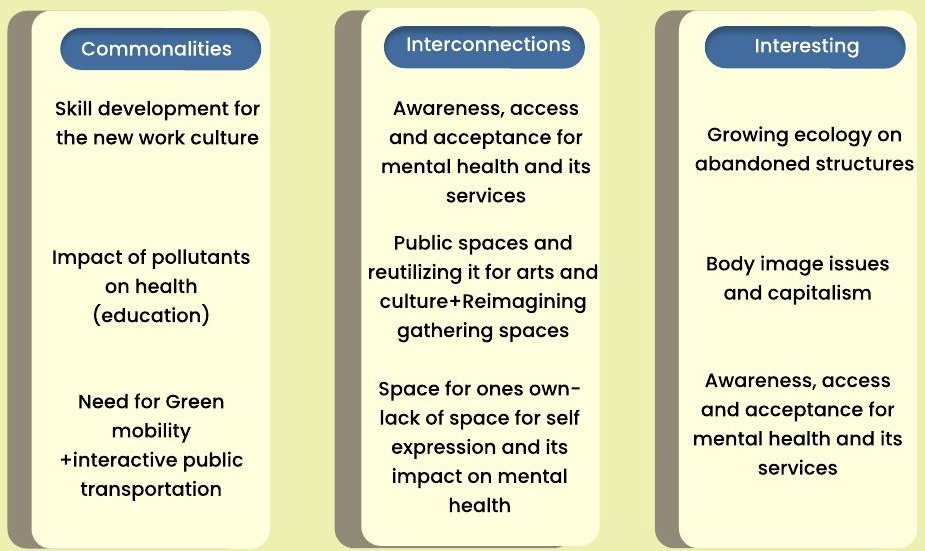 Commonalities
Skill development for
the new work culture
Impact of pollutants
on health
(education)
Need for Green
mobility
+interactive public
transportation
Interconnections
Awareness, access
and acceptance for
mental health and its
services
Public spaces and
reutilizing it for arts and
culture+Reimagining
gathering spaces
Space for ones own-
lack of space for self
expression and its
impact on mental
health
Interesting
Growing ecology on
abandoned structures
Body image issues
and capitalism
Awareness, access
and acceptance for
mental health and its
services